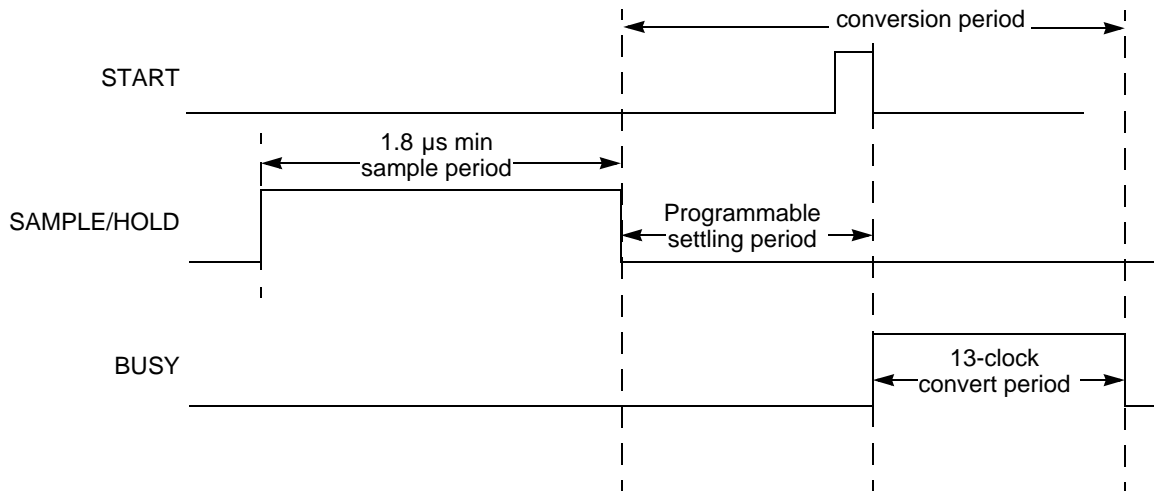 conversion period
START
1.8 µs min
sample period
SAMPLE/HOLD
Programmable
settling period
BUSY
13-clock
convert period